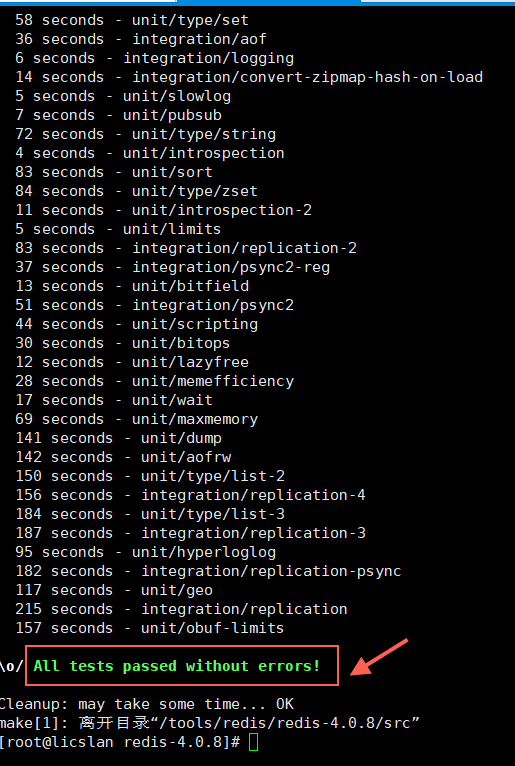 58 seconds - unit/type/set
36 seconds - integration/aof
6 seconds - integration/logging
14 seconds - integration/convert-zipmap-hash-on-load
5 seconds - unit/slowlog
7 seconds - unit/pubsub
72 seconds - unit/type/string
4 seconds - unit/introspection
83 seconds - unit/sort
84 seconds - unit/type/zset
11 seconds - unit/introspection-2
5 seconds - unit/limits
83 seconds - integration/replication-2
37 seconds - integration/psync2-reg
13 seconds - unit/bitfield
51 seconds - integration/psync2
44 seconds - unit/scripting
30 seconds - unit/bitops
12 seconds - unit/lazyfree
28 seconds - unit/memefficiency
17 seconds - unit/wait
69 seconds - unit/maxmemory
141 seconds - unit/dump
142 seconds - unit/aofrw
150 seconds - unit/type/list-2
156 seconds - integration/replication-4
184 seconds - unit/type/list-3
187 seconds - integration/replication-3
95 seconds - unit/hyperloglog
182 seconds - integration/replication-psync
117 seconds - unit/geo
215 seconds - integration/replication
157 seconds - unit/obuf-limits
\o/ All tests passed without errors!
Cleanup: may take some time... OK
make[1]: 离开目录“/tools/redis/redis-4.0.8/src”
[root@licslan redis-4.0.8]#